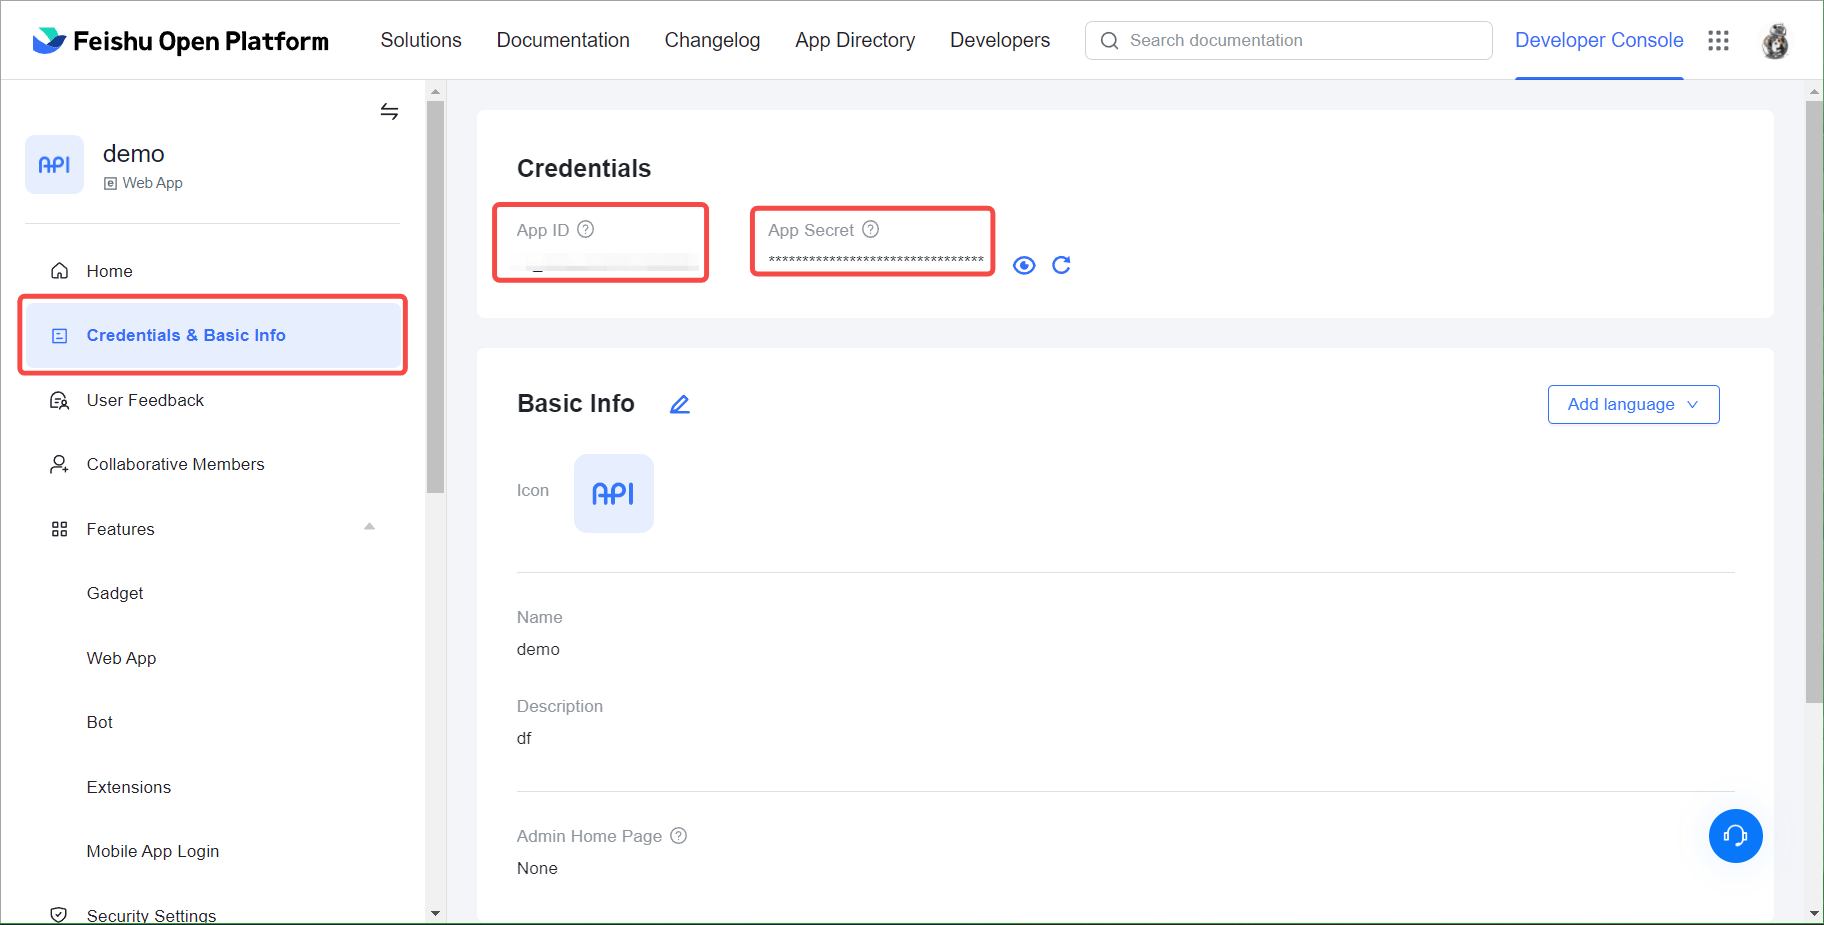 Feishu Open Platform
Solutions
Documentation
Changelog
App Directory
Developers
Search documentation
Developer Console
API
demo
Web App
Home
Credentials & Basic Info
User Feedback
Collaborative Members
Features
Gadget
Web App
Bot
Extensions
Mobile App Login
Security Settings
Credentials
App ID
App Secret
********************************
Basic Info
Add language
Icon
API
Name
demo
Description
df
Admin Home Page
None